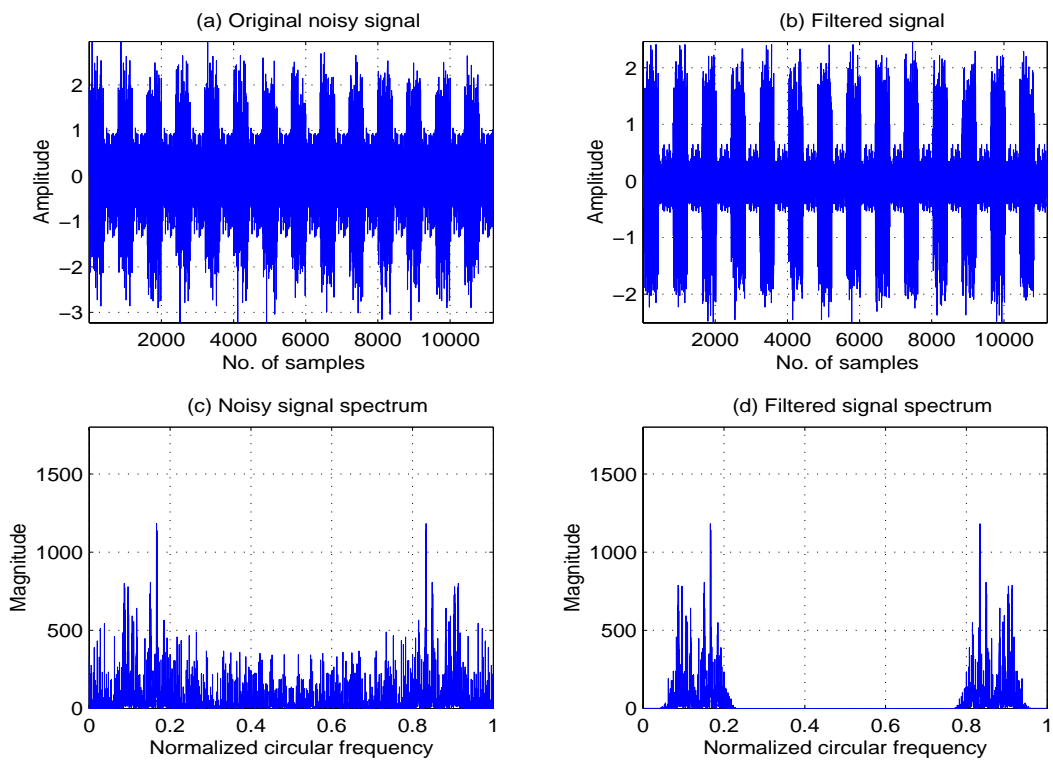 (a) Original noisy signal
Amplitude
2
1
0
−1
−2
−3
2000 4000 6000 8000 10000
No. of samples
(b) Filtered signal
Amplitude
2
1
0
−1
−2
2000 4000 6000 8000 10000
No. of samples
(c) Noisy signal spectrum
Magnitude
1500
1000
500
0
0 0.2 0.4 0.6 0.8 1
Normalized circular frequency
(d) Filtered signal spectrum
Magnitude
1500
1000
500
0
0 0.2 0.4 0.6 0.8 1
Normalized circular frequency